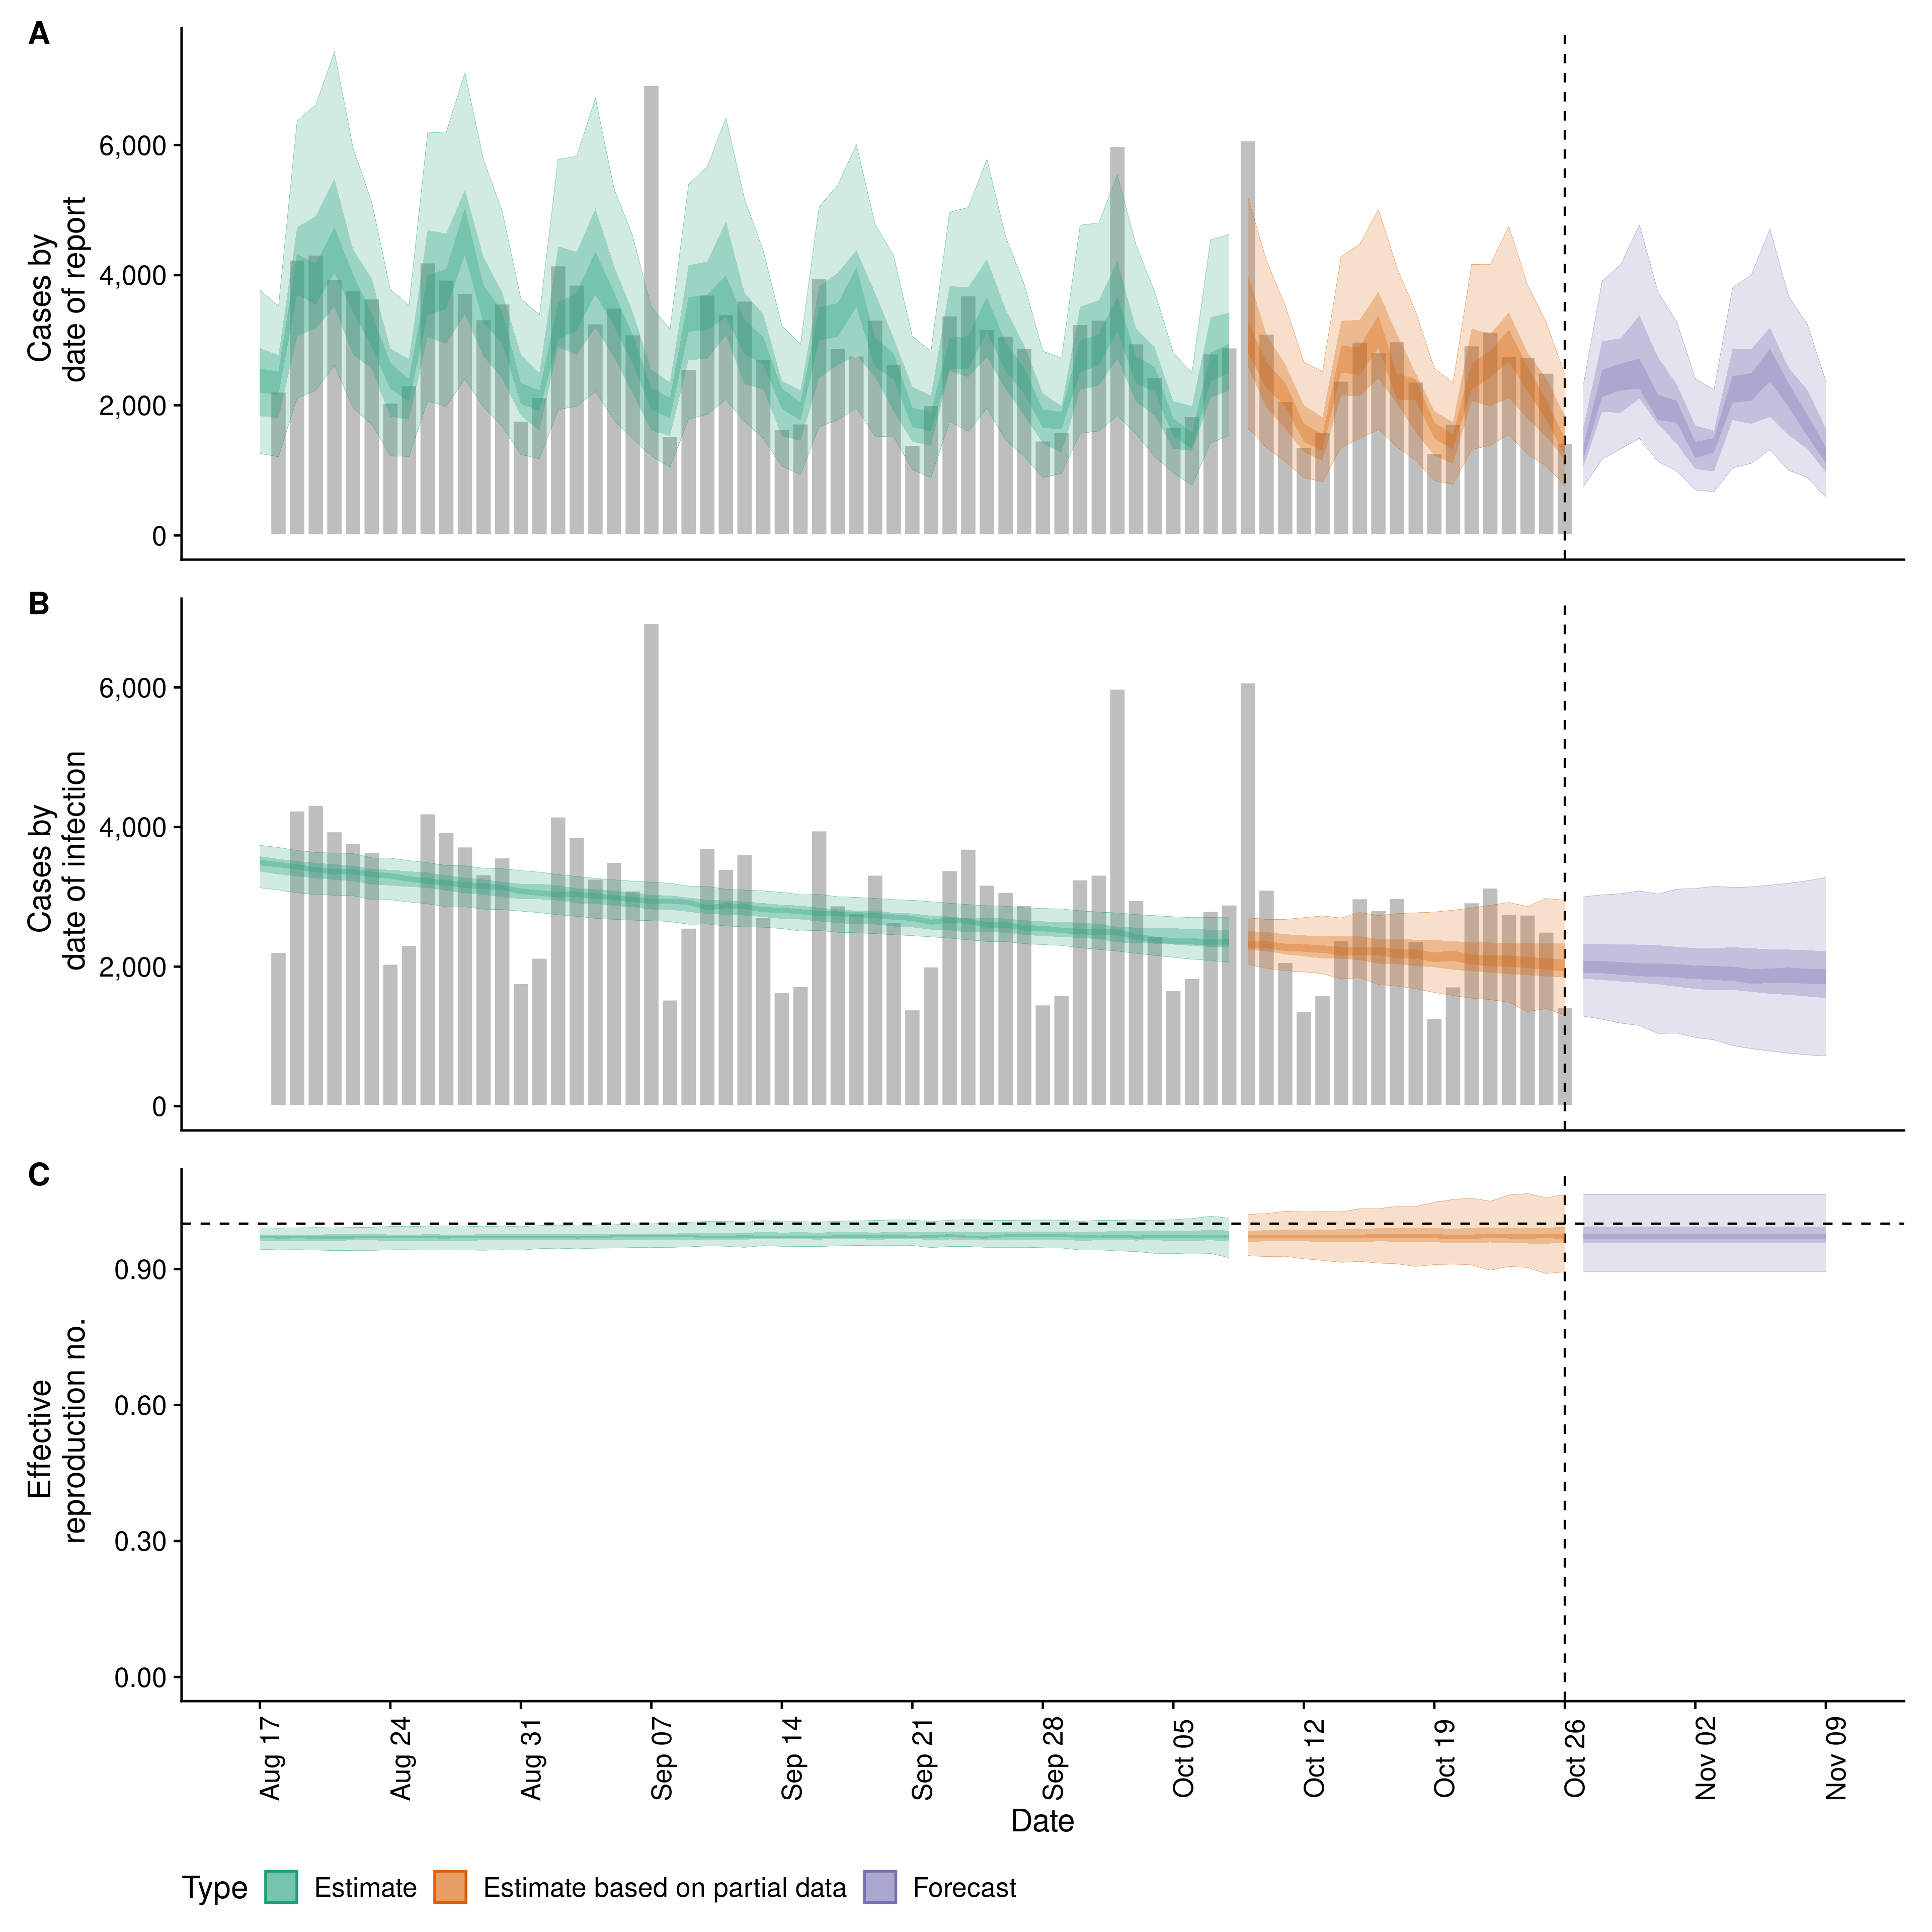 A
Cases by
date of report
6,000
4,000
2,000
0
B
Cases by
date of infection
6,000
4,000
2,000
0
C
Effective
reproduction no.
0.90
0.60
0.30
0.00
Aug 17
Aug 24
Aug 31
Sep 07
Sep 14
Sep 21
Sep 28
Oct 05
Oct 12
Oct 19
Oct 26
Nov 02
Nov 09
Date
Type Estimate Estimate based on partial data Forecast